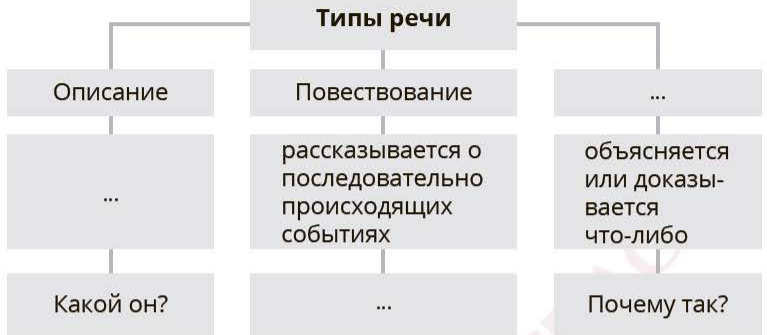 Типы речи
Описание
Повествование
...
...
рассказывается о
последовательно
происходящих
событиях
объясняется
или доказы-
вается
что-либо
Какой он?
...
Почему так?